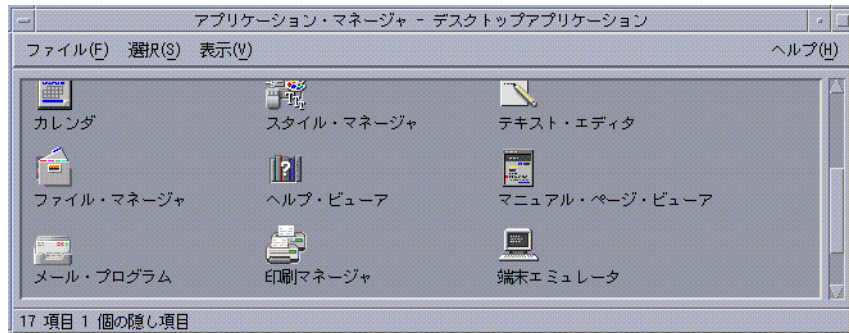 アプリケーション・マネージャ - デスクトップアプリケーション
ファイル(F) 選択(S) 表示(V) ヘルプ(H)
カレンダ スタイル・マネージャ テキスト・エディタ
ファイル・マネージャ ヘルプ・ビューア マニュアル・ページ・ビューア
メール・プログラム 印刷マネージャ 端末エミュレータ
17 項目 1 個の隠し項目